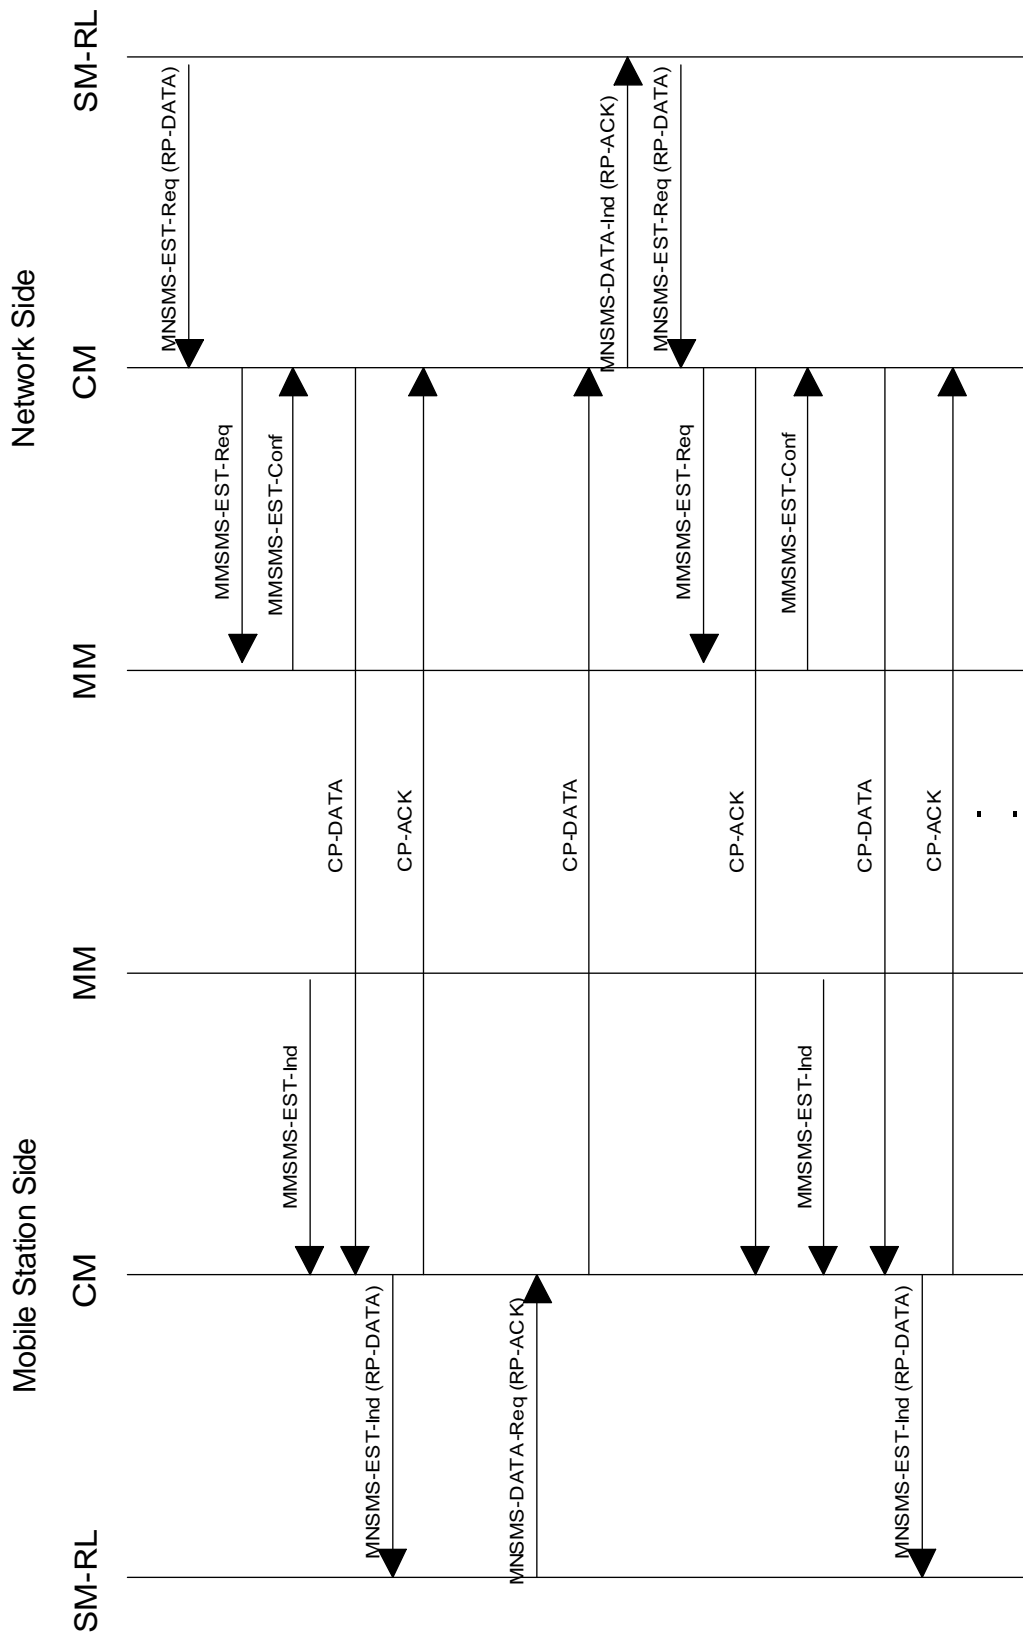 Mobile Station Side
Network Side
SM-RL
CM
MM
MM
CM
SM-RL
MNSMS-EST-Req (RP-DATA)
MMSMS-EST-Req
MMSMS-EST-Conf
MMSMS-EST-Ind
CP-DATA
MNSMS-EST-Ind (RP-DATA)
CP-ACK
MNSMS-DATA-Req (RP-ACK)
CP-DATA
MNSMS-DATA-Ind (RP-ACK)
MNSMS-EST-Req (RP-DATA)
MMSMS-EST-Req
CP-ACK
MMSMS-EST-Conf
MMSMS-EST-Ind
CP-DATA
MNSMS-EST-Ind (RP-DATA)
CP-ACK
.
.